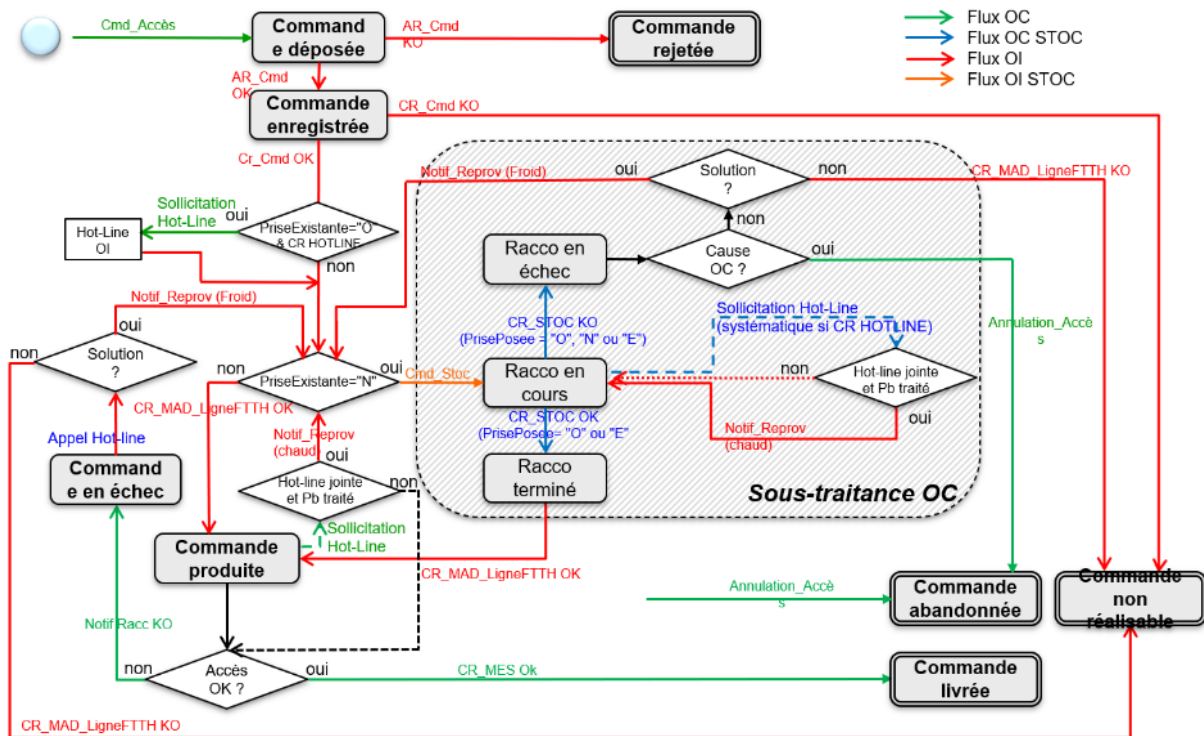 Cmd_Accès
Command
e déposée
AR_Cmd
KO
Commande
rejetée
Flux OC
Flux OC STOC
Flux OI
Flux OI STOC
AR_Cmd
OK
Commande
enregistrée
CR_Cmd KO
Cr_Cmd OK
Sollicitation
Hot-Line
oui
PriseExistante="O"
& CR HOTLINE
non
Hot-Line
OI
Notif_Reprov (Froid)
oui
Solution
?
non
CR_MAD_LigneFTTH KO
non
Racco en
échec
Cause
OC ?
oui
Notif_Reprov (Froid)
oui
non
Solution
?
CR_STOC KO
(PrisePosee = "O", "N" ou "E")
Sollicitation Hot-Line
(systématique si CR HOTLINE)
Annulation_Accè
s
non
PriseExistante="N"
oui
Cmd_Stoc
Racco en
cours
non
Hot-line jointe
et Pb traité
oui
CR_MAD_LigneFTTH OK
CR_STOC OK
(PrisePosee= "O" ou "E"
Notif_Reprov
(chaud)
Appel Hot-line
Notif_Reprov
(chaud)
oui
Command
e en échec
Hot-line jointe
et Pb traité
non
Racco
terminé
Sous-traitance OC
Sollicitation
Hot-Line
Commande
produite
CR_MAD_LigneFTTH OK
Annulation_Accè
s
Commande
abandonnée
Commande
non
réalisable
Notif Racc KO
non
Accès
OK ?
oui
CR_MES Ok
Commande
livrée
CR_MAD_LigneFTTH KO